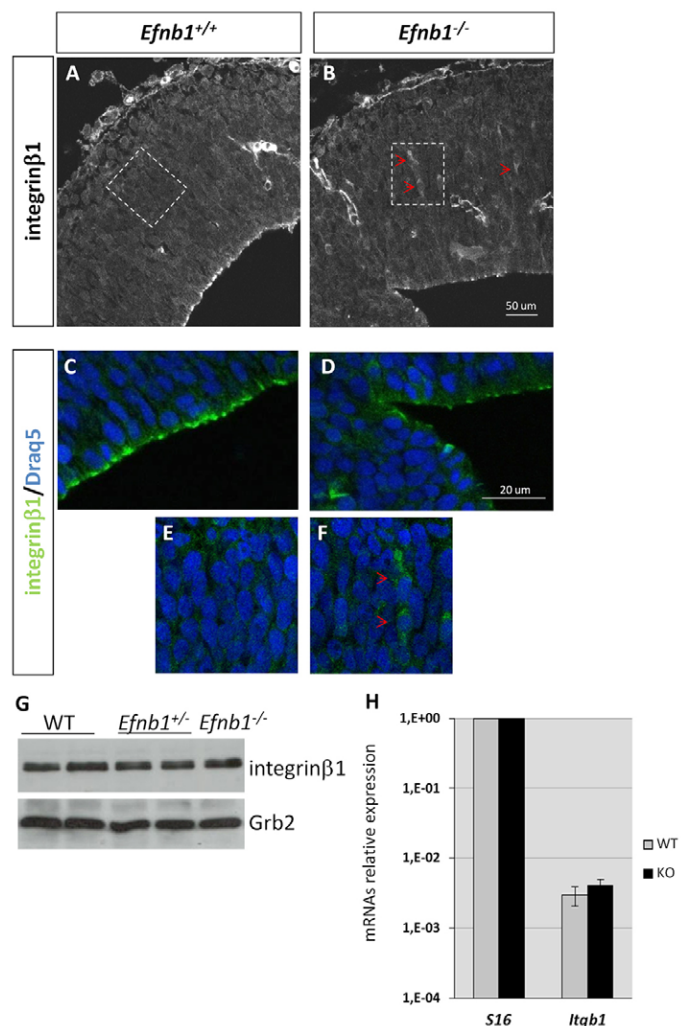 Efnb1+/+
Efnb1-/-
integrinβ1
A
B
50 um
integrinβ1/Draq5
C
D
20 um
E
F
G
WT
Efnb1+/-
Efnb1-/-
integrinβ1
Grb2
H
mRNAs relative expression
1,E+00
1,E-01
1,E-02
1,E-03
1,E-04
S16
Itgb1
WT
KO